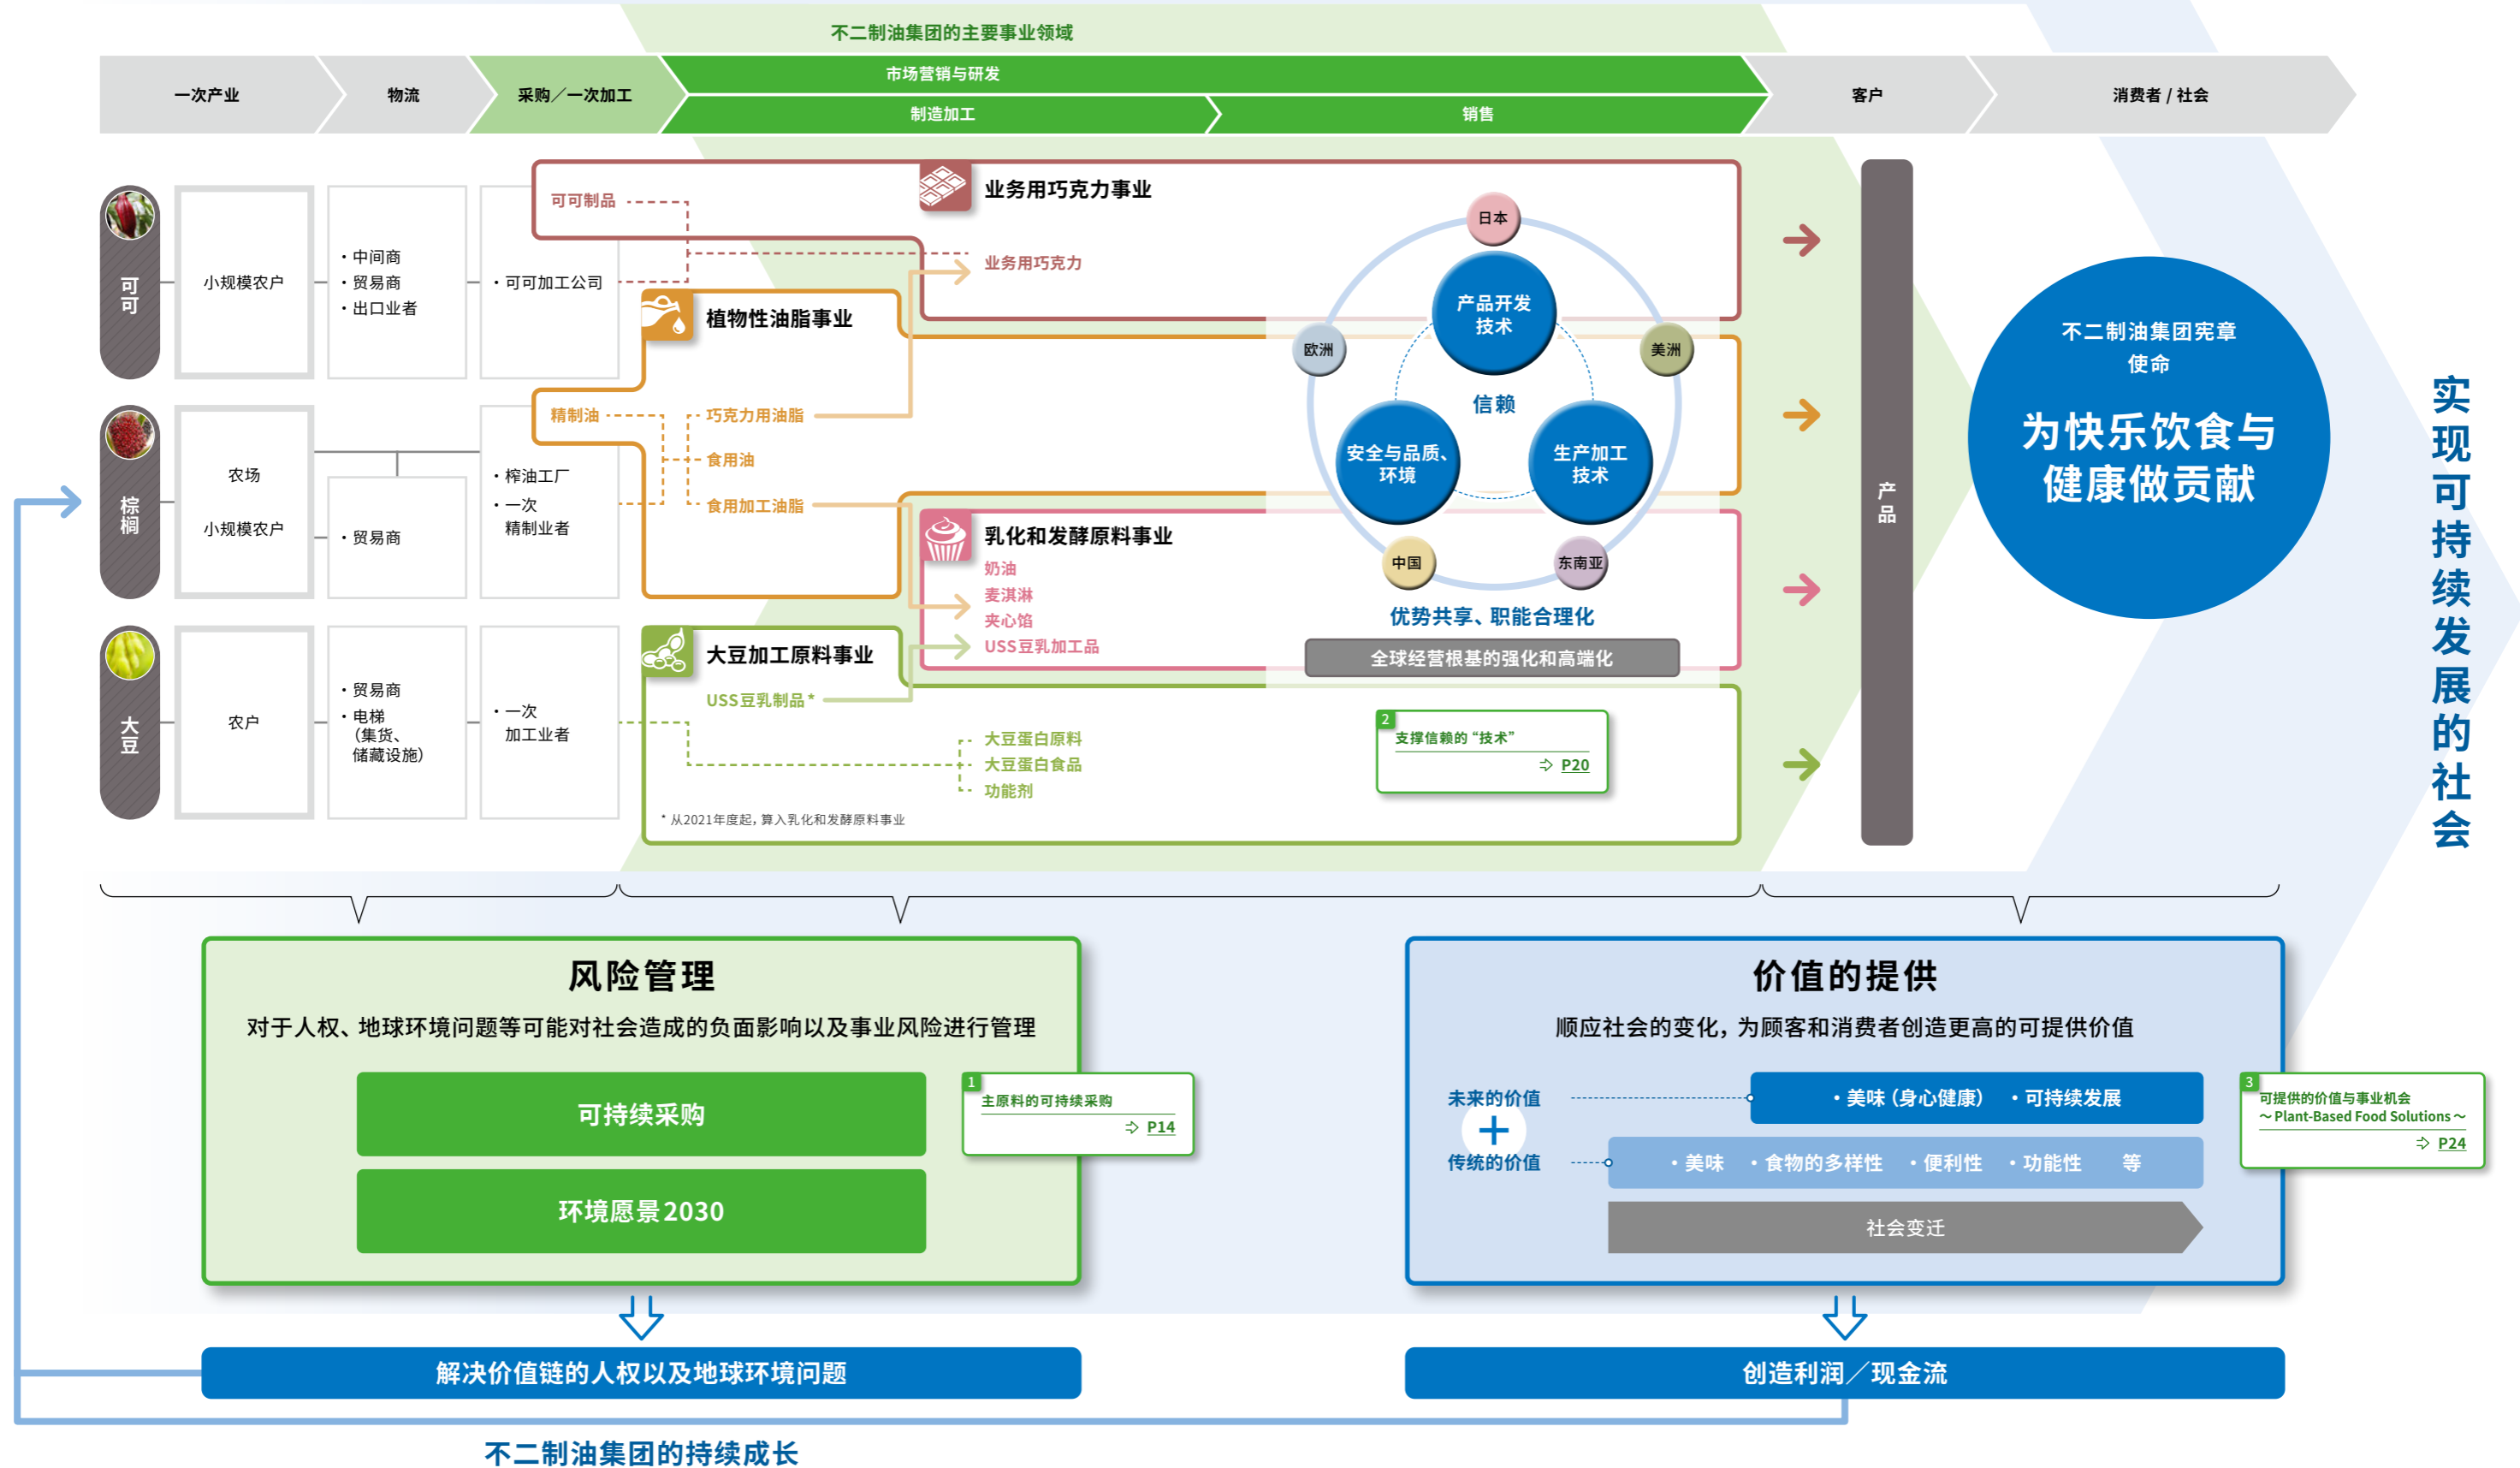 不二制油集团的主要事业领域
一次产业
物流
采购／一次加工
市场营销与研发
制造加工
销售
客户
消费者 / 社会
可可
小规模农户
・中间商
・贸易商
・出口业者
・可可加工公司
可可制品
业务用巧克力事业
业务用巧克力
植物性油脂事业
棕榈
农场
小规模农户
・贸易商
・榨油工厂
・一次
精制业者
精制油
巧克力用油脂
食用油
食用加工油脂
乳化和发酵原料事业
奶油
麦淇淋
夹心馅
USS豆乳加工品
大豆
农户
・贸易商
・电梯
（集货、
储藏设施）
・一次
加工业者
大豆加工原料事业
USS豆乳制品*
大豆蛋白原料
大豆蛋白食品
功能剂
* 从2021年度起，算入乳化和发酵原料事业
日本
欧洲
美洲
中国
东南亚
产品开发
技术
信赖
安全与品质、
环境
生产加工
技术
优势共享、职能合理化
全球经营根基的强化和高端化
2
支撑信赖的“技术”
P20
产品
不二制油集团宪章
使命
为快乐饮食与
健康做贡献
实现可持续发展的社会
风险管理
对于人权、地球环境问题等可能对社会造成的负面影响以及事业风险进行管理
可持续采购
环境愿景2030
1
主原料的可持续采购
P14
价值的提供
顺应社会的变化，为顾客和消费者创造更高的可提供价值
未来的价值
・美味（身心健康） ・可持续发展
+
传统的价值
・美味 ・食物的多样性 ・便利性 ・功能性 等
社会变迁
3
可提供的价值与事业机会
～Plant-Based Food Solutions～
P24
解决价值链的人权以及地球环境问题
创造利润／现金流
不二制油集团的持续成长